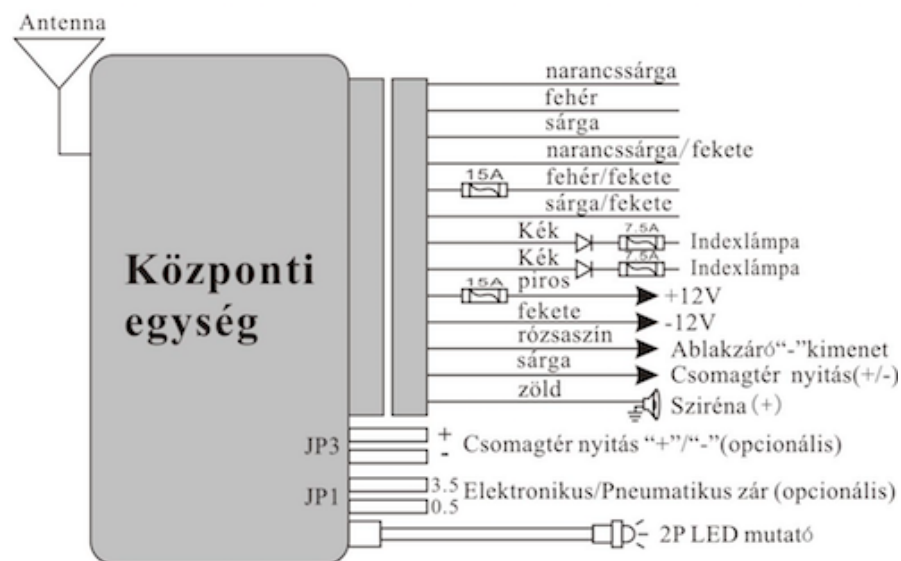 Antenna
narancssárga
fehér
sárga
narancssárga/fekete
15A fehér/fekete
sárga/fekete
Kék 7.5A Indexlámpa
Kék 7.5A Indexlámpa
15A piros +12V
fekete -12V
rózsaszín Ablakzáró“-”kimenet
sárga Csomagtér nyitás(+/-)
zöld Sziréna (+)
Központi
egység
JP3 + - Csomagtér nyitás “+”/“-”(opcionális)
JP1 3.5 0.5 Elektronikus/Pneumatikus zár (opcionális)
2P LED mutató